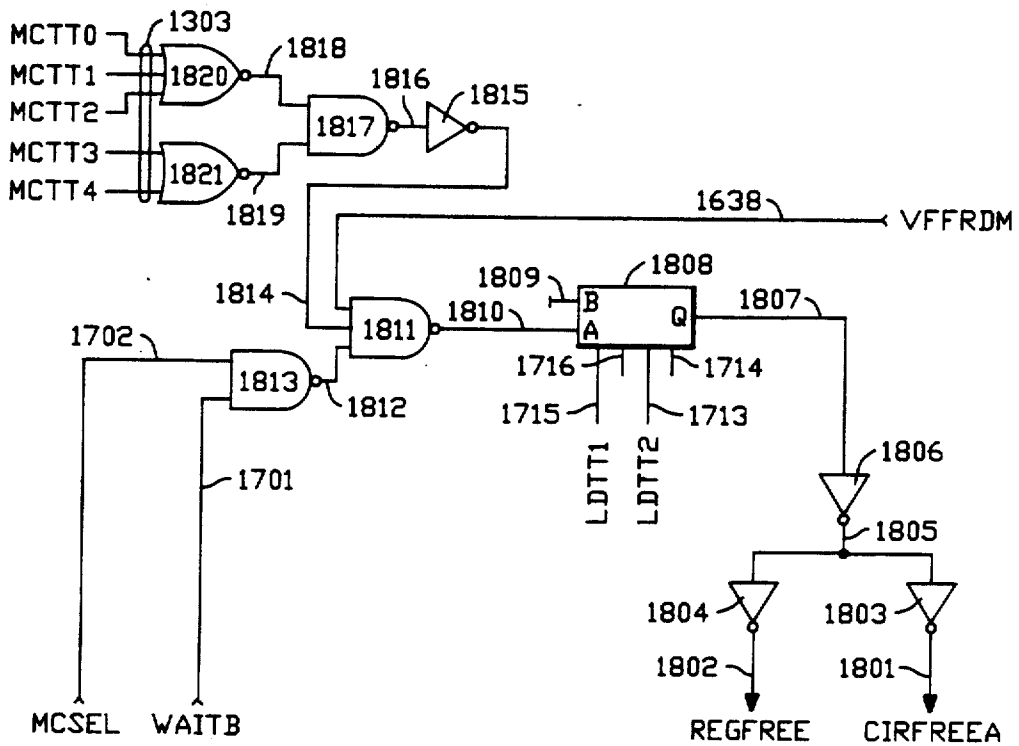 MCTT0
1303
1818
MCTT1
1820
1816
1815
MCTT2
1817
MCTT3
1821
MCTT4
1819
1638
VFFRDM
1809
1808
1814
B
1810
1807
Q
1811
A
1702
1716
1714
1813
1812
1715
1713
1701
LDTT1
LDTT2
1806
1805
1804
1803
1802
1801
MCSEL
WAITB
REGFREE
CIRFREEA